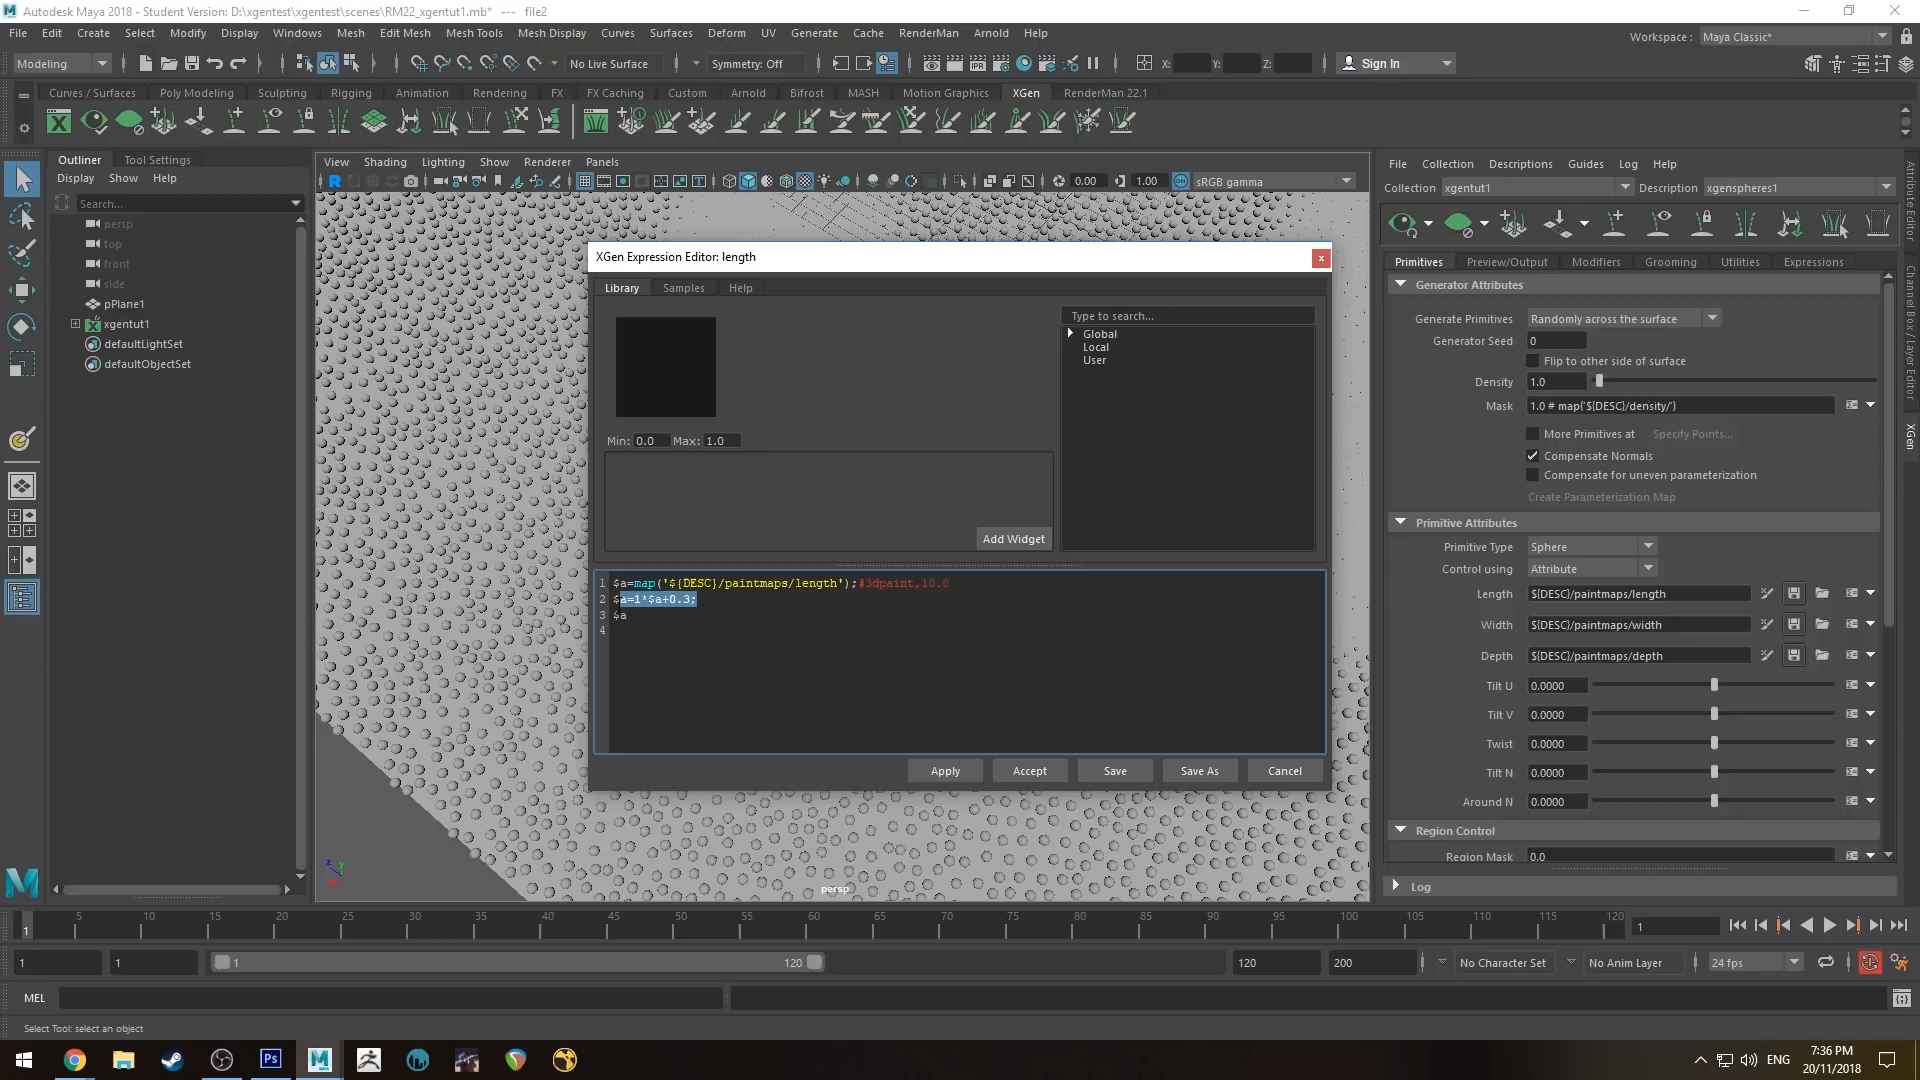 Autodesk Maya 2018 - Student Version: D:\xgentest\xgentest\scenes\RM22_xgentut1.mb* --- file2
File Edit Create Select Modify Display Windows Mesh Edit Mesh Mesh Tools Mesh Display Curves Surfaces Deform UV Generate Cache RenderMan Arnold Help
Workspace : Maya Classic*
Modeling No Live Surface Symmetry: Off X: Y: Z: Sign In
Curves / Surfaces Poly Modeling Sculpting Rigging Animation Rendering FX FX Caching Custom Arnold Bifrost MASH Motion Graphics XGen RenderMan 22.1
Outliner Tool Settings
Display Show Help
Search...
persp
top
front
side
pPlane1
xgentut1
defaultLightSet
defaultObjectSet
View Shading Lighting Show Renderer Panels
0.00 1.00 sRGB gamma
XGen Expression Editor: length
Library Samples Help
Type to search...
Global
Local
User
Min: 0.0 Max: 1.0
Add Widget
1 $a=map('${DESC}/paintmaps/length');#3dpaint,10.0
2 $a=1*$a+0.3;
3 $a
4
Apply Accept Save Save As Cancel
persp
File Collection Descriptions Guides Log Help
Collection xgentut1 Description xgenspheres1
Primitives Preview/Output Modifiers Grooming Utilities Expressions
Generator Attributes
Generate Primitives Randomly across the surface
Generator Seed 0
Flip to other side of surface
Density 1.0
Mask 1.0 # map('${DESC}/density/')
More Primitives at Specify Points...
Compensate Normals
Compensate for uneven parameterization
Create Parameterization Map
Primitive Attributes
Primitive Type Sphere
Control using Attribute
Length ${DESC}/paintmaps/length
Width ${DESC}/paintmaps/width
Depth ${DESC}/paintmaps/depth
Tilt U 0.0000
Tilt V 0.0000
Twist 0.0000
Tilt N 0.0000
Around N 0.0000
Region Control
Region Mask 0.0
Log
Attribute Editor
Channel Box / Layer Editor
XGen
5 10 15 20 25 30 35 40 45 50 55 60 65 70 75 80 85 90 95 100 105 110 115 120
1 1
1 1 1 120 120 200 No Character Set No Anim Layer 24 fps
MEL
Select Tool: select an object
Ps
ENG
7:36 PM
20/11/2018